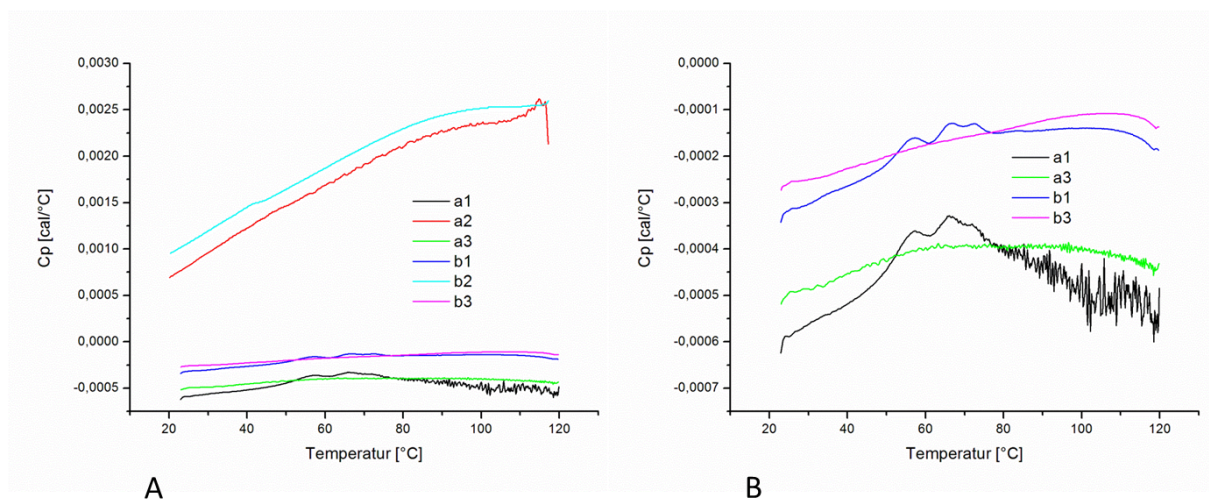 0,0030
0,0025
0,0020
0,0015
0,0010
0,0005
0,0000
-0,0005
Cp [cal/°C]
a1
a2
a3
b1
b2
b3
20 40 60 80 100 120
Temperatur [°C]
A
0,0000
-0,0001
-0,0002
-0,0003
-0,0004
-0,0005
-0,0006
-0,0007
Cp [cal/°C]
a1
a3
b1
b3
20 40 60 80 100 120
Temperatur [°C]
B